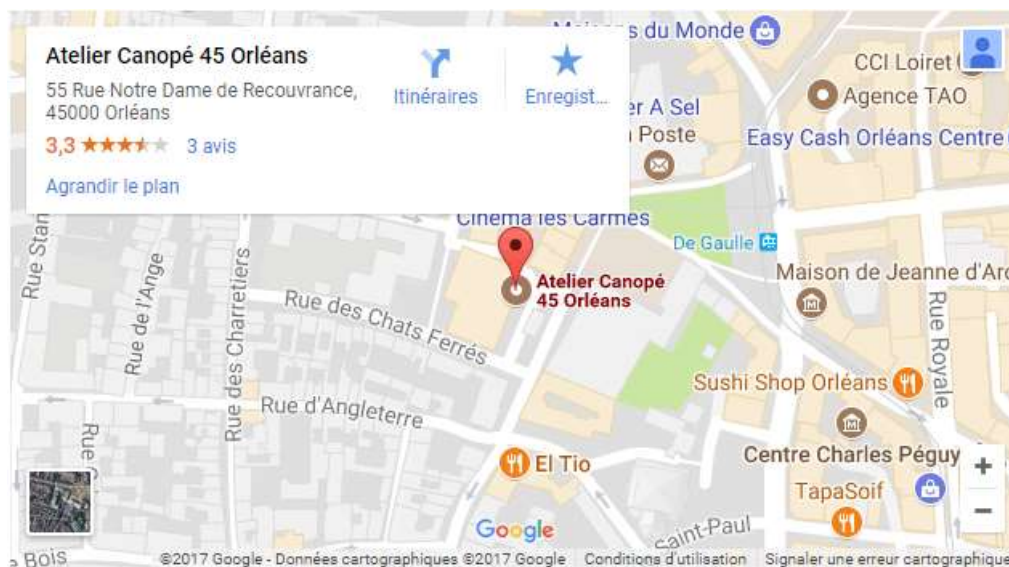 Atelier Canopé 45 Orléans
55 Rue Notre Dame de Recouvrance,
45000 Orléans
3,3
3 avis
Agrandir le plan
Itinéraires
Enregist...
du Monde
CCI Loiret
Agence TAO
er A Sel
Poste
Easy Cash Orléans Centre
Cinéma les Carmes
De Gaulle
Atelier Canopé
45 Orléans
Maison de Jeanne d'Arc
Rue Stan
Rue de l'Ange
Rue des Charretiers
Rue des Chats Ferrés
Rue d'Angleterre
Rue Royale
Sushi Shop Orléans
Centre Charles Péguy
El Tio
TapaSoif
Rue
Saint-Paul
Google
e Bois
©2017 Google - Données cartographiques ©2017 Google
Conditions d'utilisation
Signaler une erreur cartographique